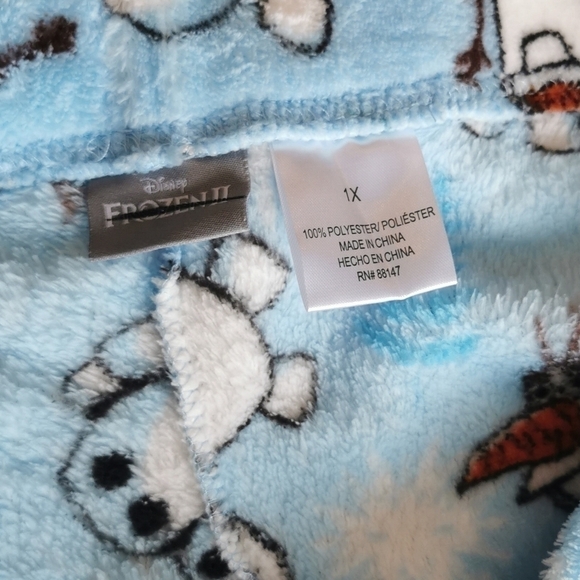 Disney
FROZEN II
1X
100% POLYESTER/ POLIÉSTER
MADE IN CHINA
HECHO EN CHINA
RN# 88147